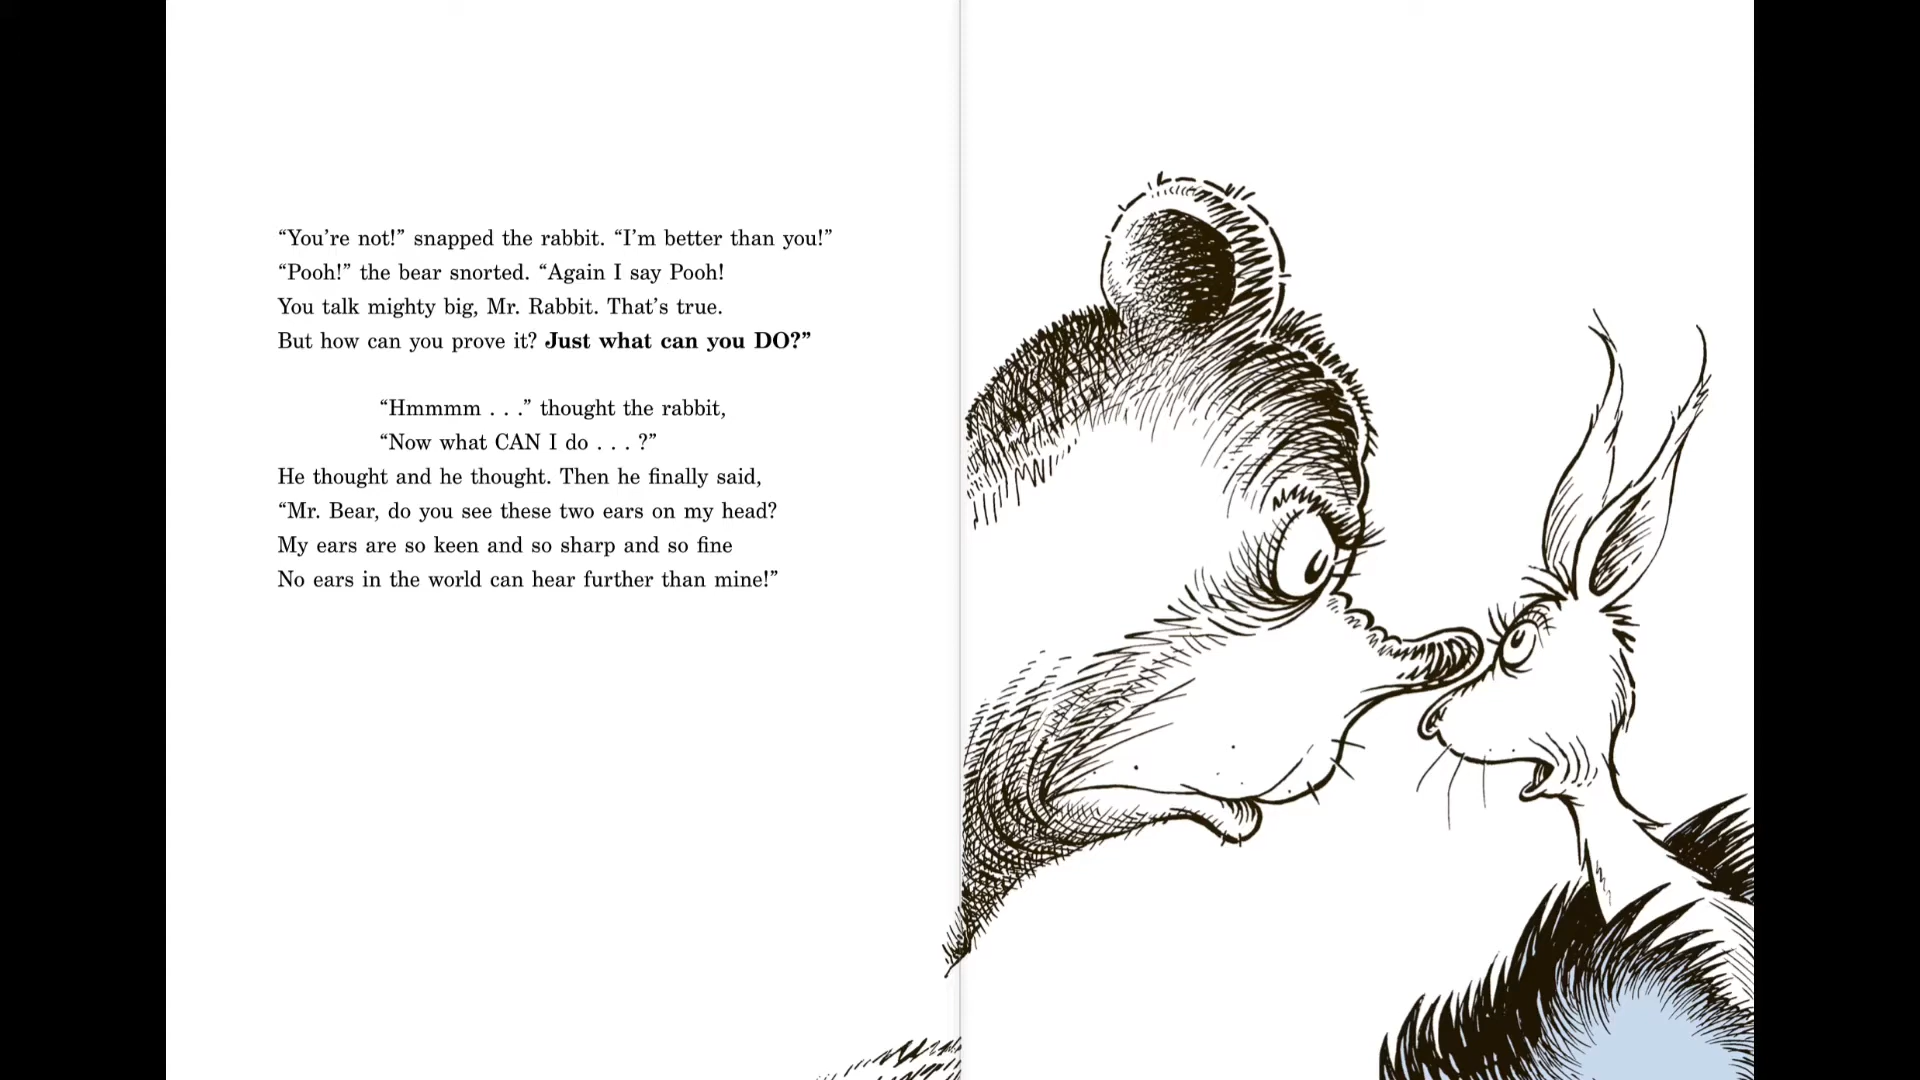 “You’re not!” snapped the rabbit. “I’m better than you!”
“Pooh!” the bear snorted. “Again I say Pooh!
You talk mighty big, Mr. Rabbit. That’s true.
But how can you prove it? Just what can you DO?”
“Hmmmm . . .” thought the rabbit,
“Now what CAN I do . . . ?”
He thought and he thought. Then he finally said,
“Mr. Bear, do you see these two ears on my head?
My ears are so keen and so sharp and so fine
No ears in the world can hear further than mine!”